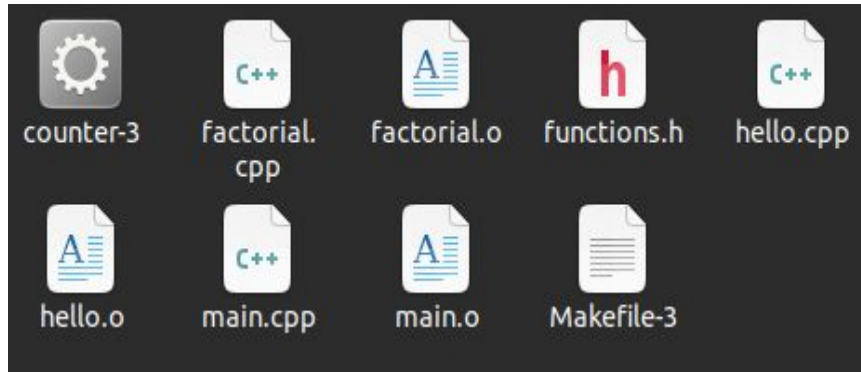 C++ A h C++
counter-3 factorial. factorial.o functions.h hello.cpp
cpp
A C++ A
hello.o main.cpp main.o Makefile-3